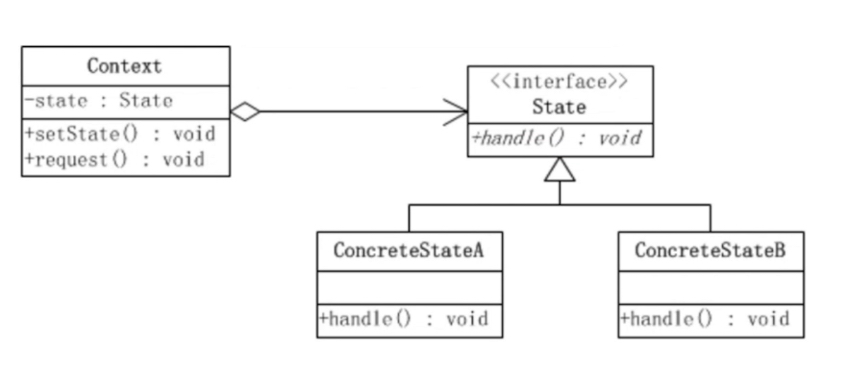 Context
-state : State
+setState() : void
+request() : void
<<interface>>
State
+handle() : void
ConcreteStateA
+handle() : void
ConcreteStateB
+handle() : void